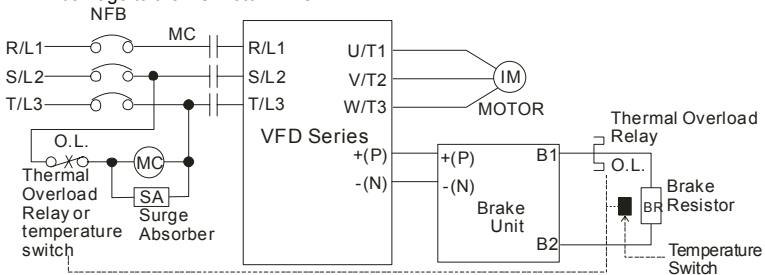 NFB
MC
R/L1
R/L1
U/T1
S/L2
S/L2
V/T2
IM
T/L3
T/L3
W/T3
MOTOR
VFD Series
O.L.
MC
SA
Thermal
Overload
Relay or
temperature
switch
Surge
Absorber
+(P)
-(N)
+(P)
-(N)
Brake
Unit
B1
B2
Thermal Overload
Relay
O.L.
BR
Brake
Resistor
Temperature
Switch